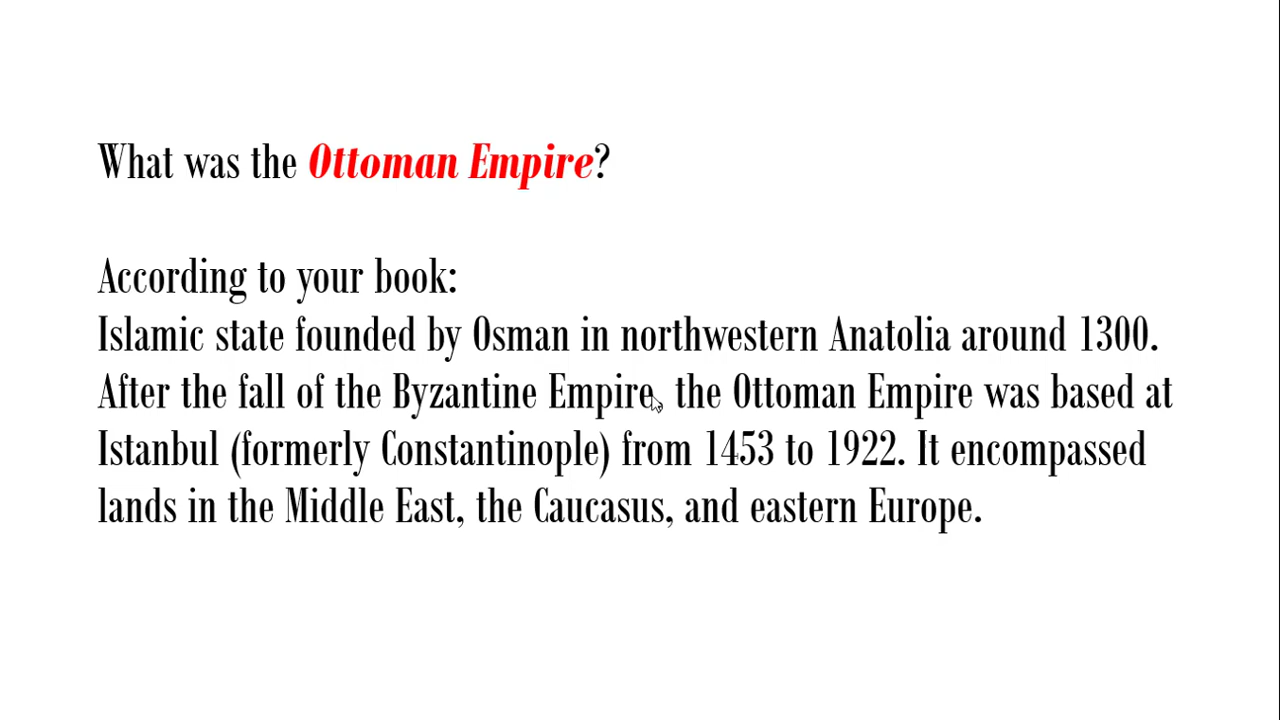 What was the Ottoman Empire?
According to your book:
Islamic state founded by Osman in northwestern Anatolia around 1300.
After the fall of the Byzantine Empire, the Ottoman Empire was based at
Istanbul (formerly Constantinople) from 1453 to 1922. It encompassed
lands in the Middle East, the Caucasus, and eastern Europe.